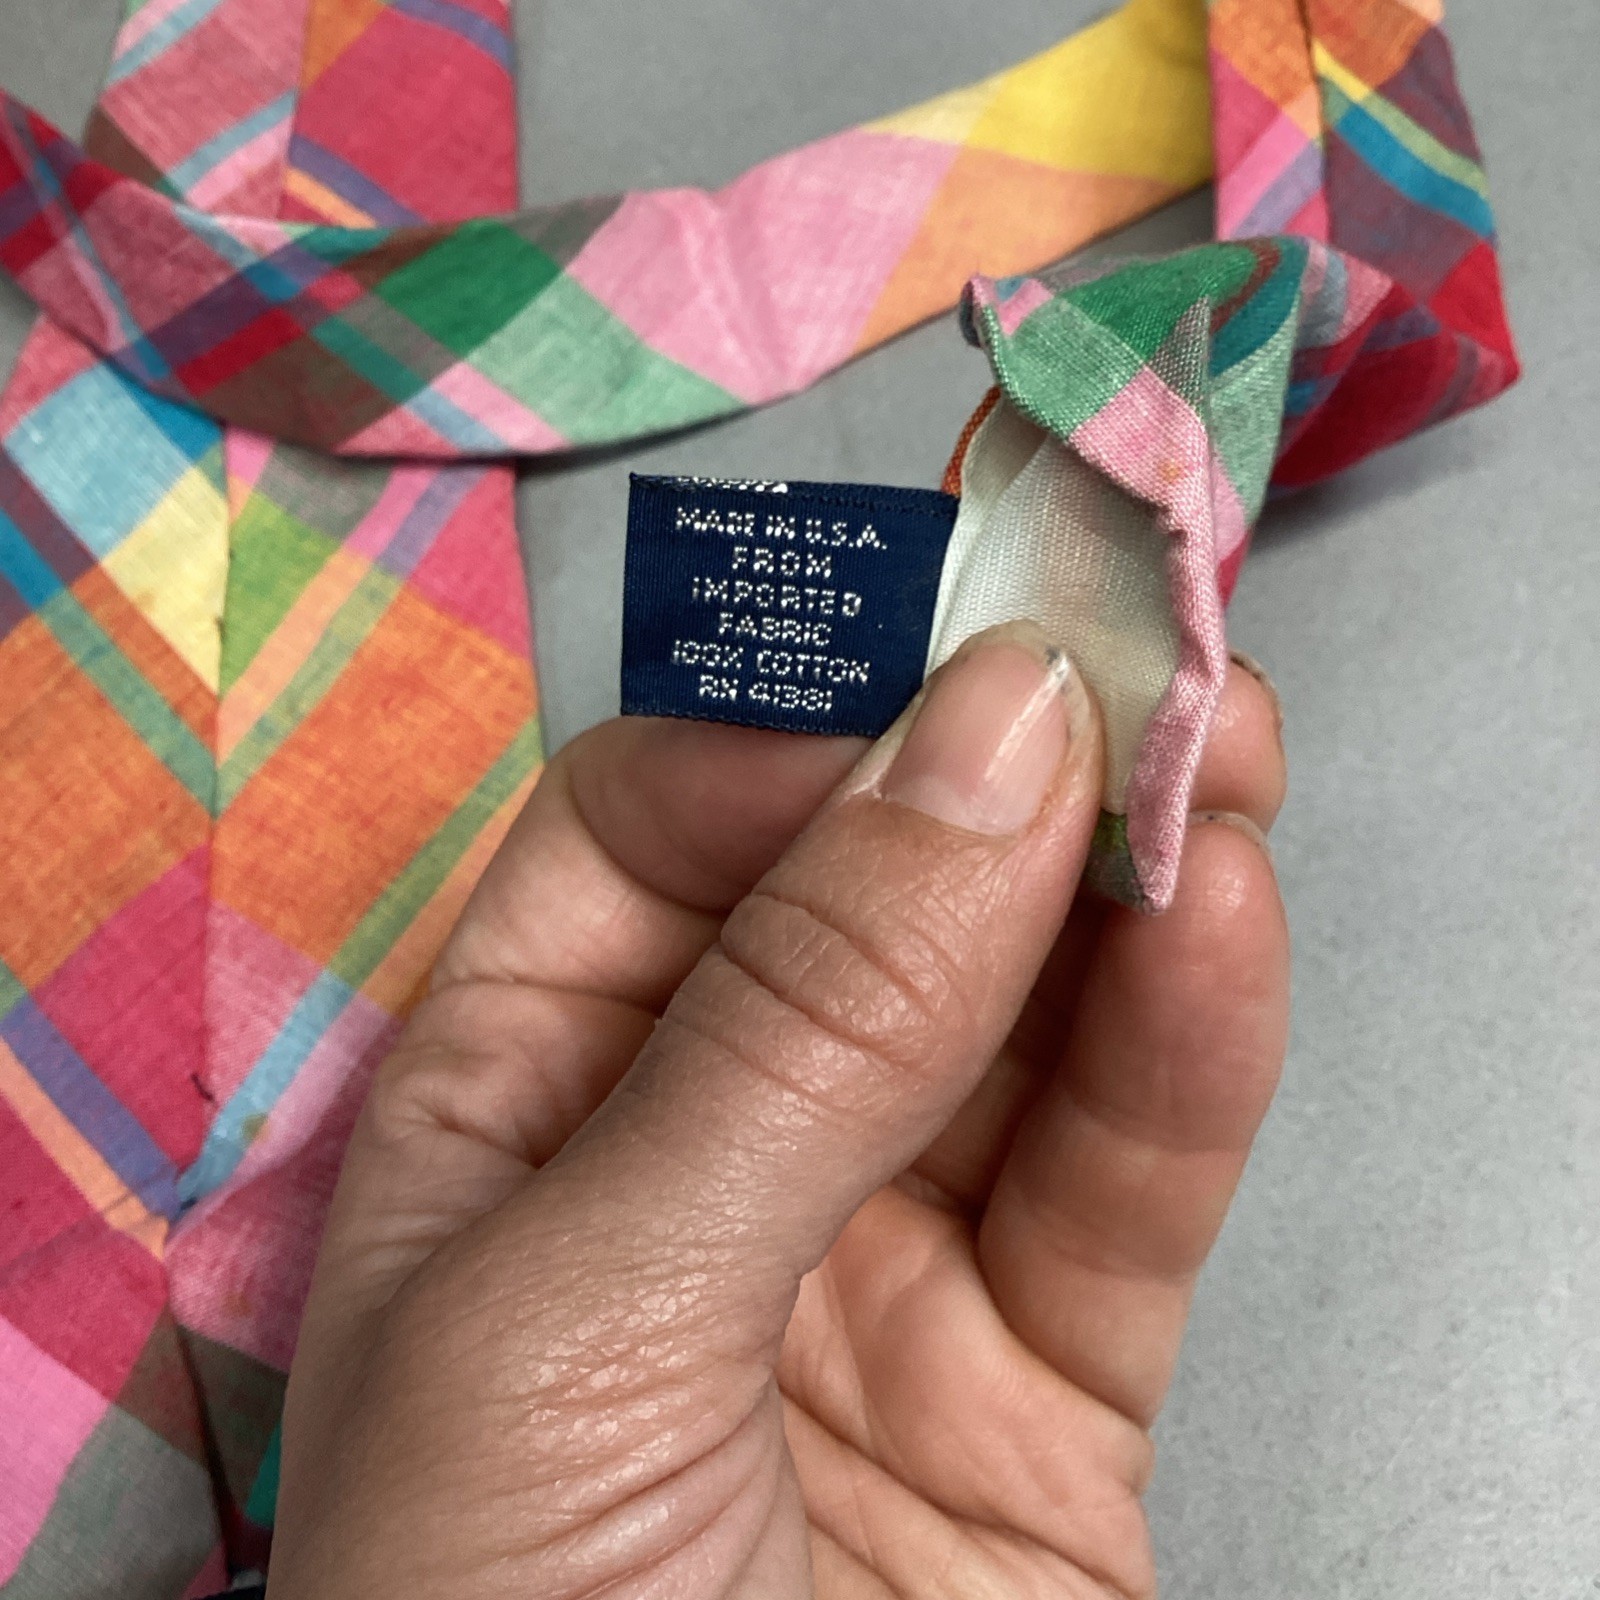 MADE IN U.S.A.
FROM
IMPORTED
FABRIC
100% COTTON
RN 41381